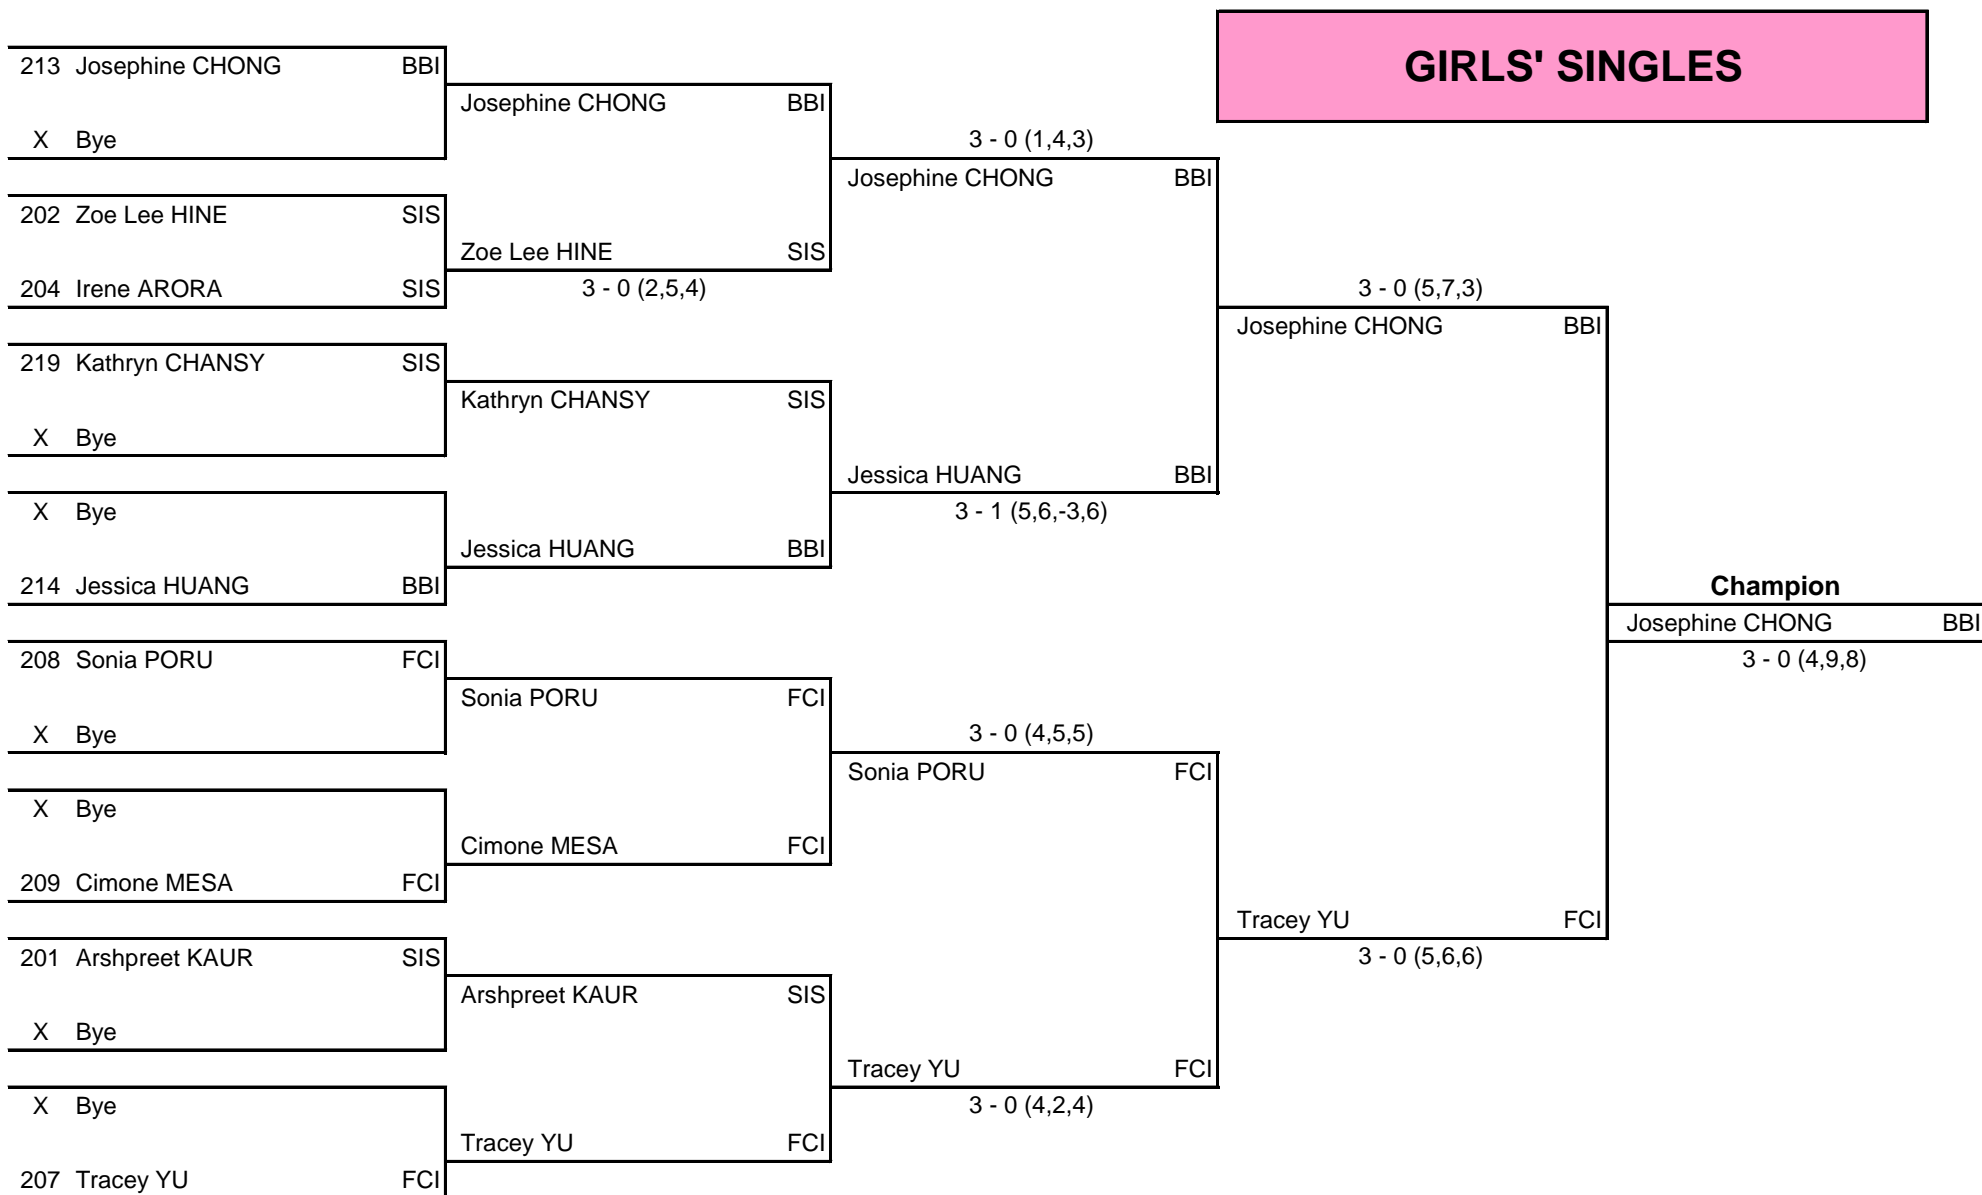 GIRLS' SINGLES
213 Josephine CHONG BBI
Josephine CHONG BBI
X Bye
3 - 0 (1,4,3)
Josephine CHONG BBI
202 Zoe Lee HINE SIS
Zoe Lee HINE SIS
204 Irene ARORA SIS
3 - 0 (2,5,4)
3 - 0 (5,7,3)
Josephine CHONG BBI
219 Kathryn CHANSY SIS
Kathryn CHANSY SIS
X Bye
Jessica HUANG BBI
X Bye
3 - 1 (5,6,-3,6)
Jessica HUANG BBI
214 Jessica HUANG BBI
Champion
Josephine CHONG BBI
3 - 0 (4,9,8)
208 Sonia PORU FCI
Sonia PORU FCI
X Bye
3 - 0 (4,5,5)
Sonia PORU FCI
X Bye
Cimone MESA FCI
209 Cimone MESA FCI
Tracey YU FCI
201 Arshpreet KAUR SIS
3 - 0 (5,6,6)
Arshpreet KAUR SIS
X Bye
Tracey YU FCI
X Bye
3 - 0 (4,2,4)
Tracey YU FCI
207 Tracey YU FCI